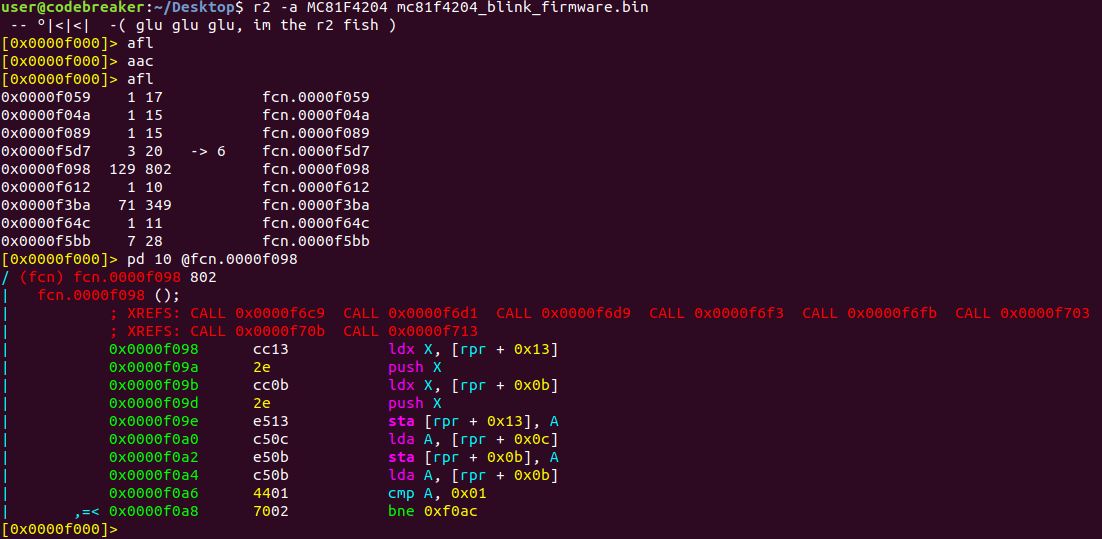 user@codebreaker:~/Desktop$ r2 -a MC81F4204 mc81f4204_blink_firmware.bin
 -- º|<|<|  -( glu glu glu, im the r2 fish )
[0x0000f000]> afl
[0x0000f000]> aac
[0x0000f000]> afl
0x0000f059    1 17           fcn.0000f059
0x0000f04a    1 15           fcn.0000f04a
0x0000f089    1 15           fcn.0000f089
0x0000f5d7    3 20   -> 6    fcn.0000f5d7
0x0000f098  129 802          fcn.0000f098
0x0000f612    1 10           fcn.0000f612
0x0000f3ba   71 349          fcn.0000f3ba
0x0000f64c    1 11           fcn.0000f64c
0x0000f5bb    7 28           fcn.0000f5bb
[0x0000f000]> pd 10 @fcn.0000f098
/ (fcn) fcn.0000f098 802
|   fcn.0000f098 ();
|           ; XREFS: CALL 0x0000f6c9  CALL 0x0000f6d1  CALL 0x0000f6d9  CALL 0x0000f6f3  CALL 0x0000f6fb  CALL 0x0000f703
|           ; XREFS: CALL 0x0000f70b  CALL 0x0000f713
|           0x0000f098      cc13           ldx X, [rpr + 0x13]
|           0x0000f09a      2e             push X
|           0x0000f09b      cc0b           ldx X, [rpr + 0x0b]
|           0x0000f09d      2e             push X
|           0x0000f09e      e513           sta [rpr + 0x13], A
|           0x0000f0a0      c50c           lda A, [rpr + 0x0c]
|           0x0000f0a2      e50b           sta [rpr + 0x0b], A
|           0x0000f0a4      c50b           lda A, [rpr + 0x0b]
|           0x0000f0a6      4401           cmp A, 0x01
|       ,=< 0x0000f0a8      7002           bne 0xf0ac
[0x0000f000]>